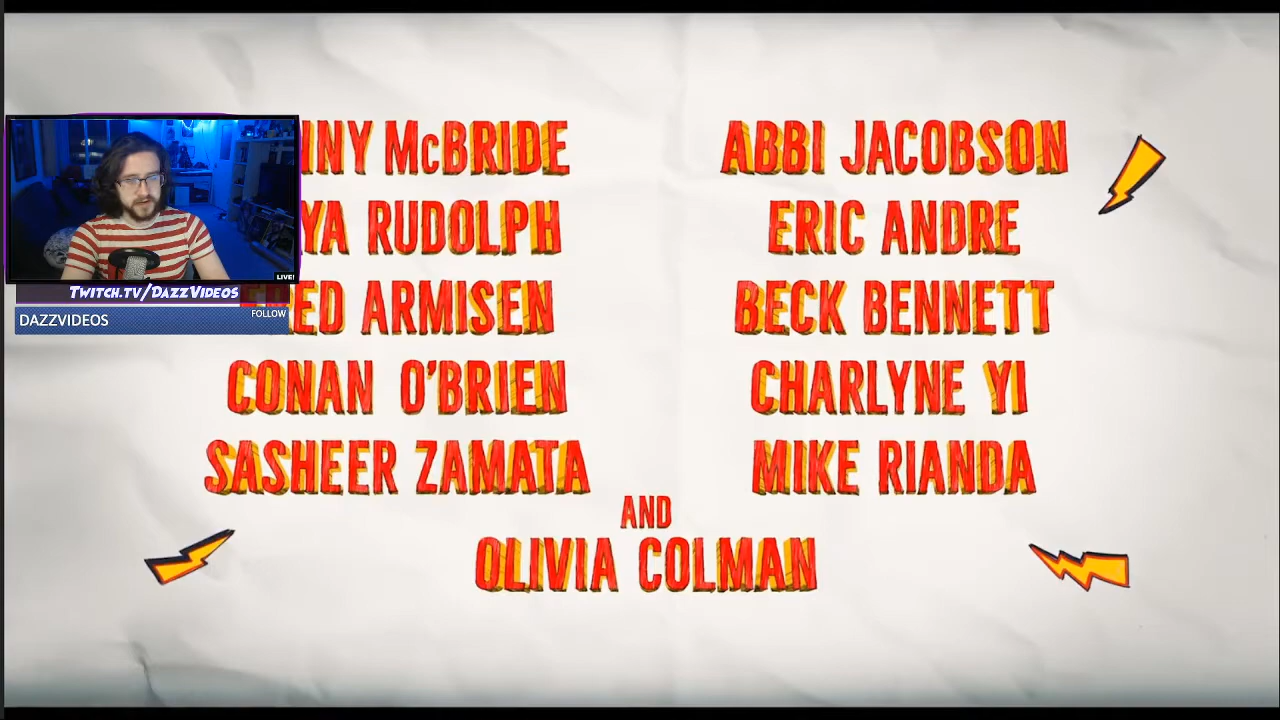 INY McBRIDE ABBI JACOBSON
YA RUDOLPH ERIC ANDRE
LIVE!
TWITCH.TV/DAZZVIDEOS
FOLLOW
DAZZVIDEOS
ED ARMISEN BECK BENNETT
CONAN O'BRIEN CHARLYNE YI
SASHEER ZAMATA MIKE RIANDA
AND
OLIVIA COLMAN